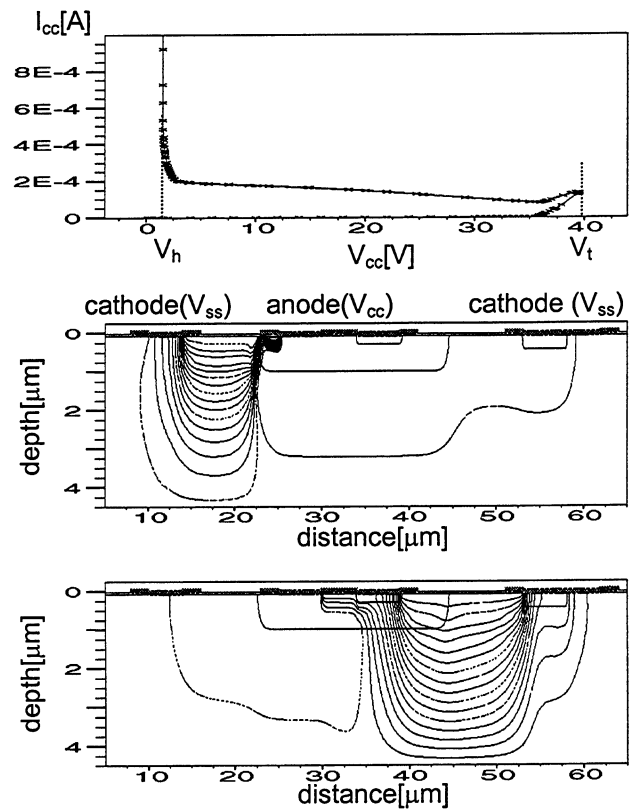 Icc[A]
8E-4
6E-4
4E-4
2E-4
0
0 10 20 30 40
Vh Vcc[V] Vt
cathode(Vss) anode(Vcc) cathode (Vss)
0
2
4
depth[μm]
10 20 30 40 50 60
distance[μm]
0
2
4
depth[μm]
10 20 30 40 50 60
distance[μm]